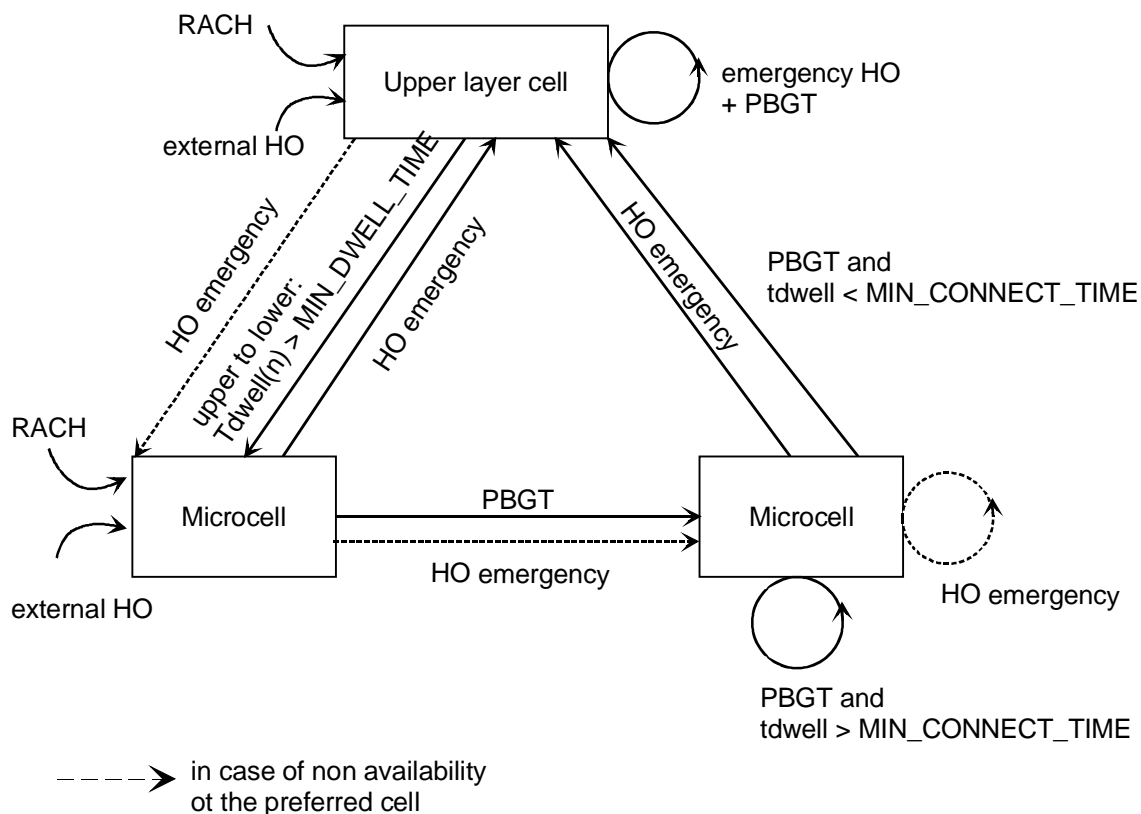 RACH
Upper layer cell
emergency HO
+ PBGT
external HO
HO emergency
upper to lower:
Tdwell(n) > MIN_DWELL_TIME
HO emergency
HO emergency
PBGT and
tdwell < MIN_CONNECT_TIME
RACH
Microcell
PBGT
Microcell
HO emergency
HO emergency
external HO
PBGT and
tdwell > MIN_CONNECT_TIME
in case of non availability
ot the preferred cell